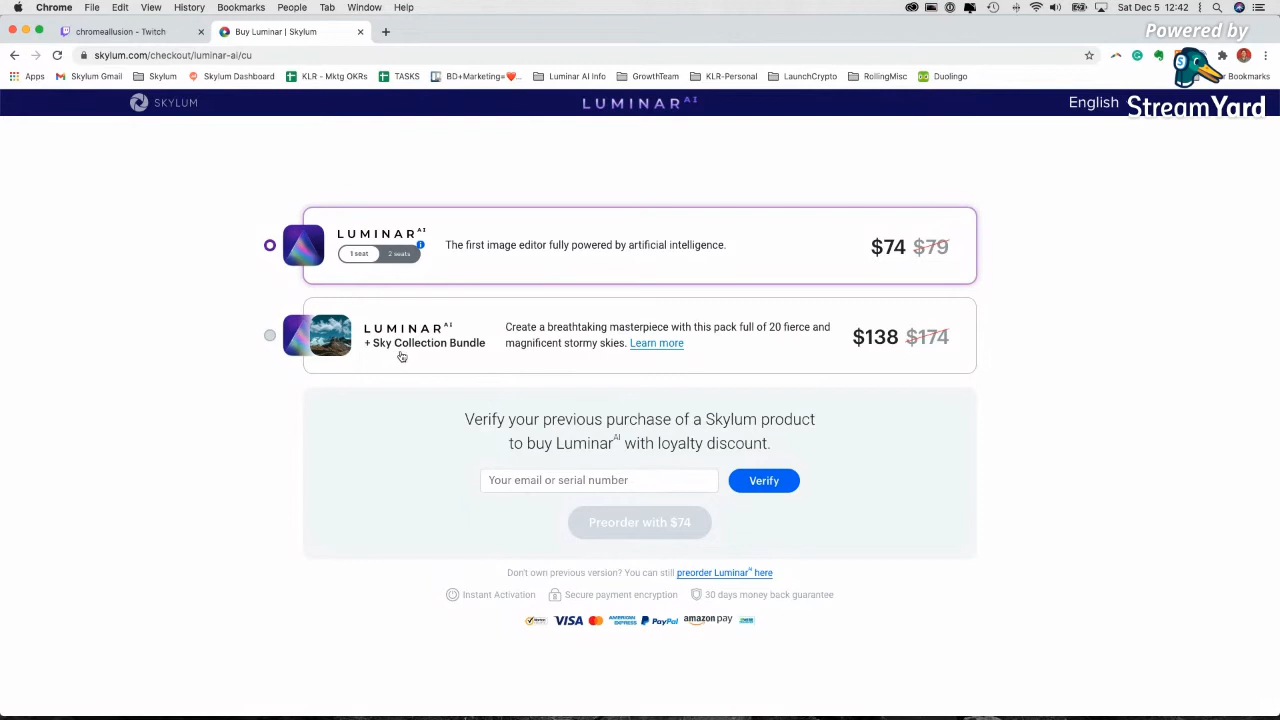 Chrome File Edit View History Bookmarks People Tab Window Help Sat Dec 5 12:42
Powered by
chromeallusion - Twitch Buy Luminar | Skylum
skylum.com/checkout/luminar-ai/cu
Apps Skylum Gmail Skylum Skylum Dashboard KLR - Mktg OKRs TASKS BD+Marketing=❤️... Luminar AI Info GrowthTeam KLR-Personal LaunchCrypto RollingMisc Duolingo Bookmarks
SKYLUM LUMINAR AI English StreamYard
LUMINAR AI
1 seat 2 seats
The first image editor fully powered by artificial intelligence.
$74 $79
LUMINAR AI
+ Sky Collection Bundle
Create a breathtaking masterpiece with this pack full of 20 fierce and
magnificent stormy skies. Learn more
$138 $174
Verify your previous purchase of a Skylum product
to buy Luminar AI with loyalty discount.
Your email or serial number Verify
Preorder with $74
Don't own previous version? You can still preorder Luminar AI here
Instant Activation Secure payment encryption 30 days money back guarantee
VISA AMERICAN EXPRESS PayPal amazon pay